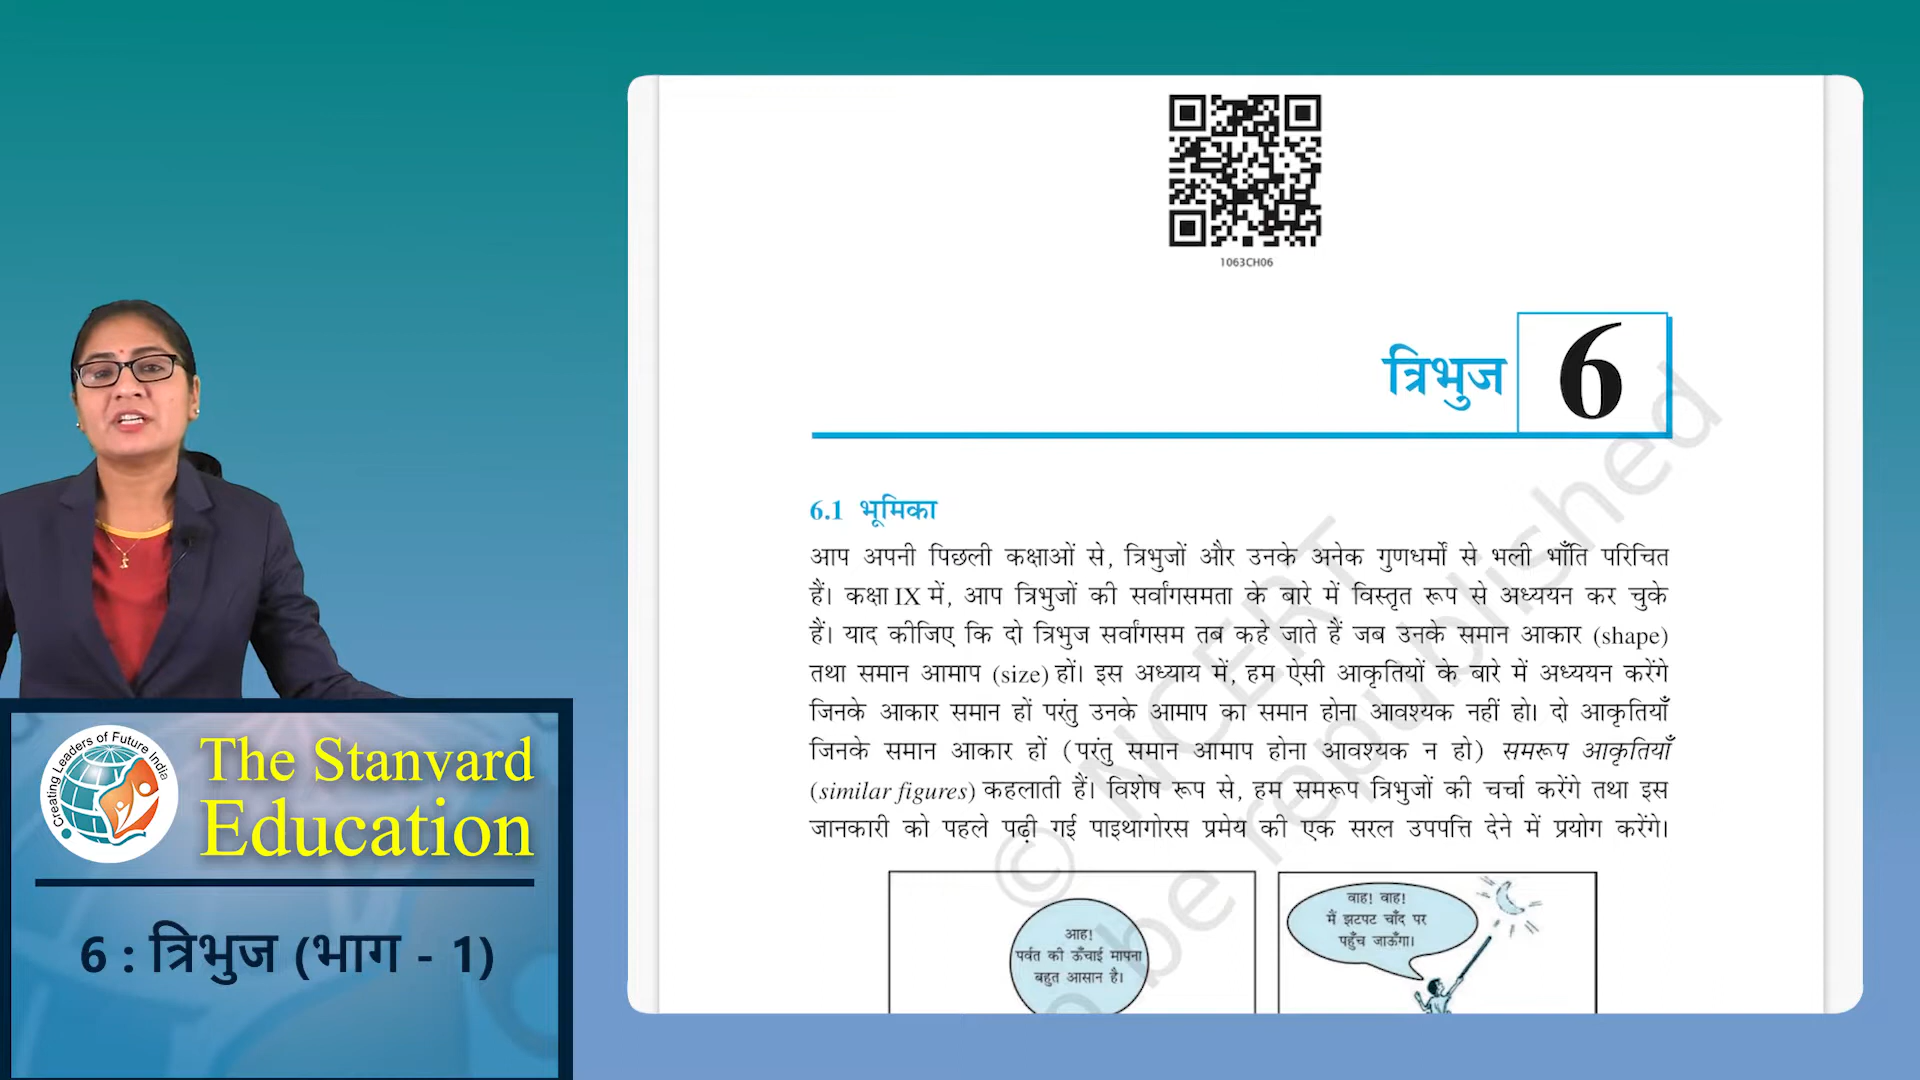 1063CH06
त्रिभुज 6
6.1 भूमिका
आप अपनी पिछली कक्षाओं से, त्रिभुजों और उनके अनेक गुणधर्मों से भली भाँति परिचित
हैं। कक्षा IX में, आप त्रिभुजों की सर्वांगसमता के बारे में विस्तृत रूप से अध्ययन कर चुके
हैं। याद कीजिए कि दो त्रिभुज सर्वांगसम तब कहे जाते हैं जब उनके समान आकार (shape)
तथा समान आमाप (size) हों। इस अध्याय में, हम ऐसी आकृतियों के बारे में अध्ययन करेंगे
जिनके आकार समान हों परंतु उनके आमाप का समान होना आवश्यक नहीं हो। दो आकृतियाँ
जिनके समान आकार हों (परंतु समान आमाप होना आवश्यक न हो) समरूप आकृतियाँ
(similar figures) कहलाती हैं। विशेष रूप से, हम समरूप त्रिभुजों की चर्चा करेंगे तथा इस
जानकारी को पहले पढ़ी गई पाइथागोरस प्रमेय की एक सरल उपपत्ति देने में प्रयोग करेंगे।
आह!
पर्वत की ऊँचाई मापना
बहुत आसान है।
वाह! वाह!
मैं झटपट चाँद पर
पहुँच जाऊँगा।
© NCERT
be republished
Creating Leaders of Future India
The Stanvard
Education
6 : त्रिभुज (भाग - 1)